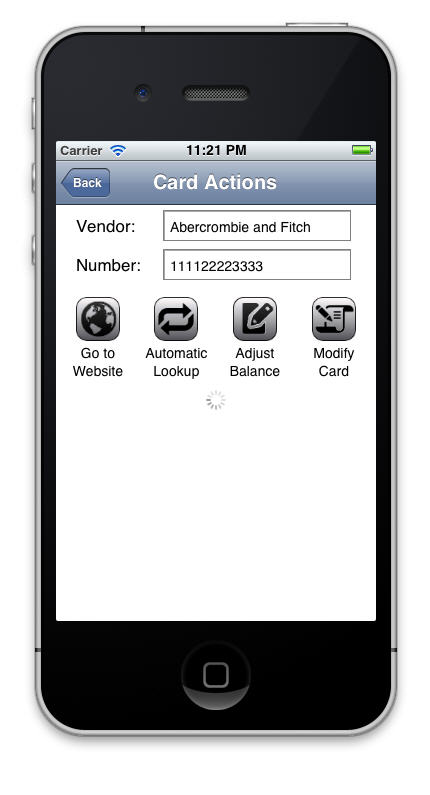 Carrier 11:21 PM
Back Card Actions
Vendor: Abercrombie and Fitch
Number: 111122223333
Go to Website
Automatic Lookup
Adjust Balance
Modify Card